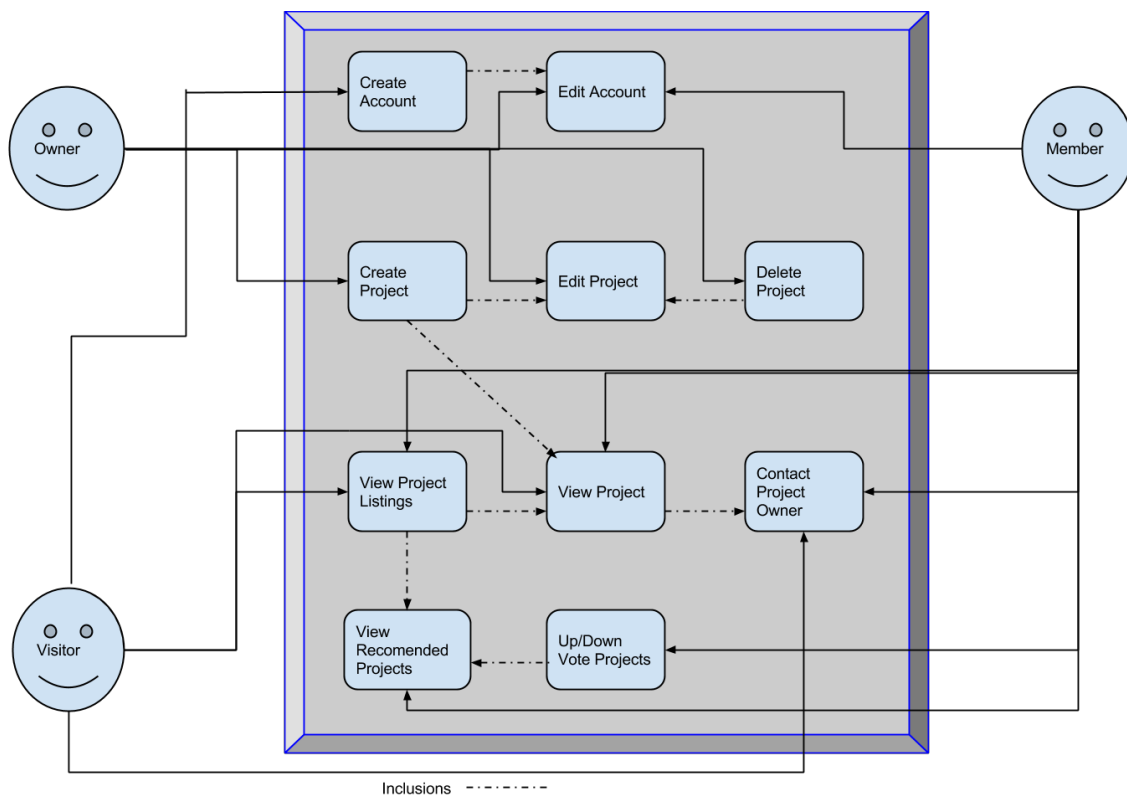 Create
Account
Edit Account
Owner
Member
Create
Project
Edit Project
Delete
Project
View Project
Listings
View Project
Contact
Project
Owner
Visitor
View
Recomended
Projects
Up/Down
Vote Projects
Inclusions